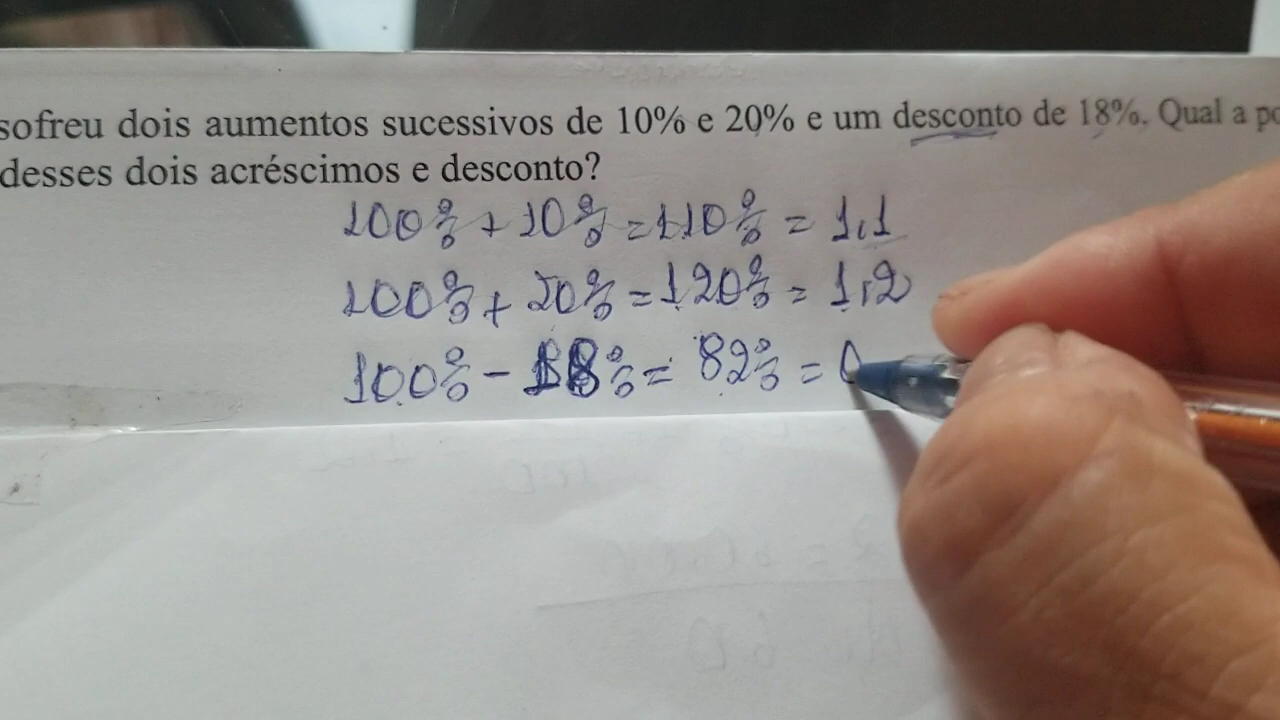 sofreu dois aumentos sucessivos de 10% e 20% e um desconto de 18%. Qual a
desses dois acréscimos e desconto?
100% + 10% = 110% = 1,1
100% + 20% = 120% = 1,2
100% - 18% = 82% = 0